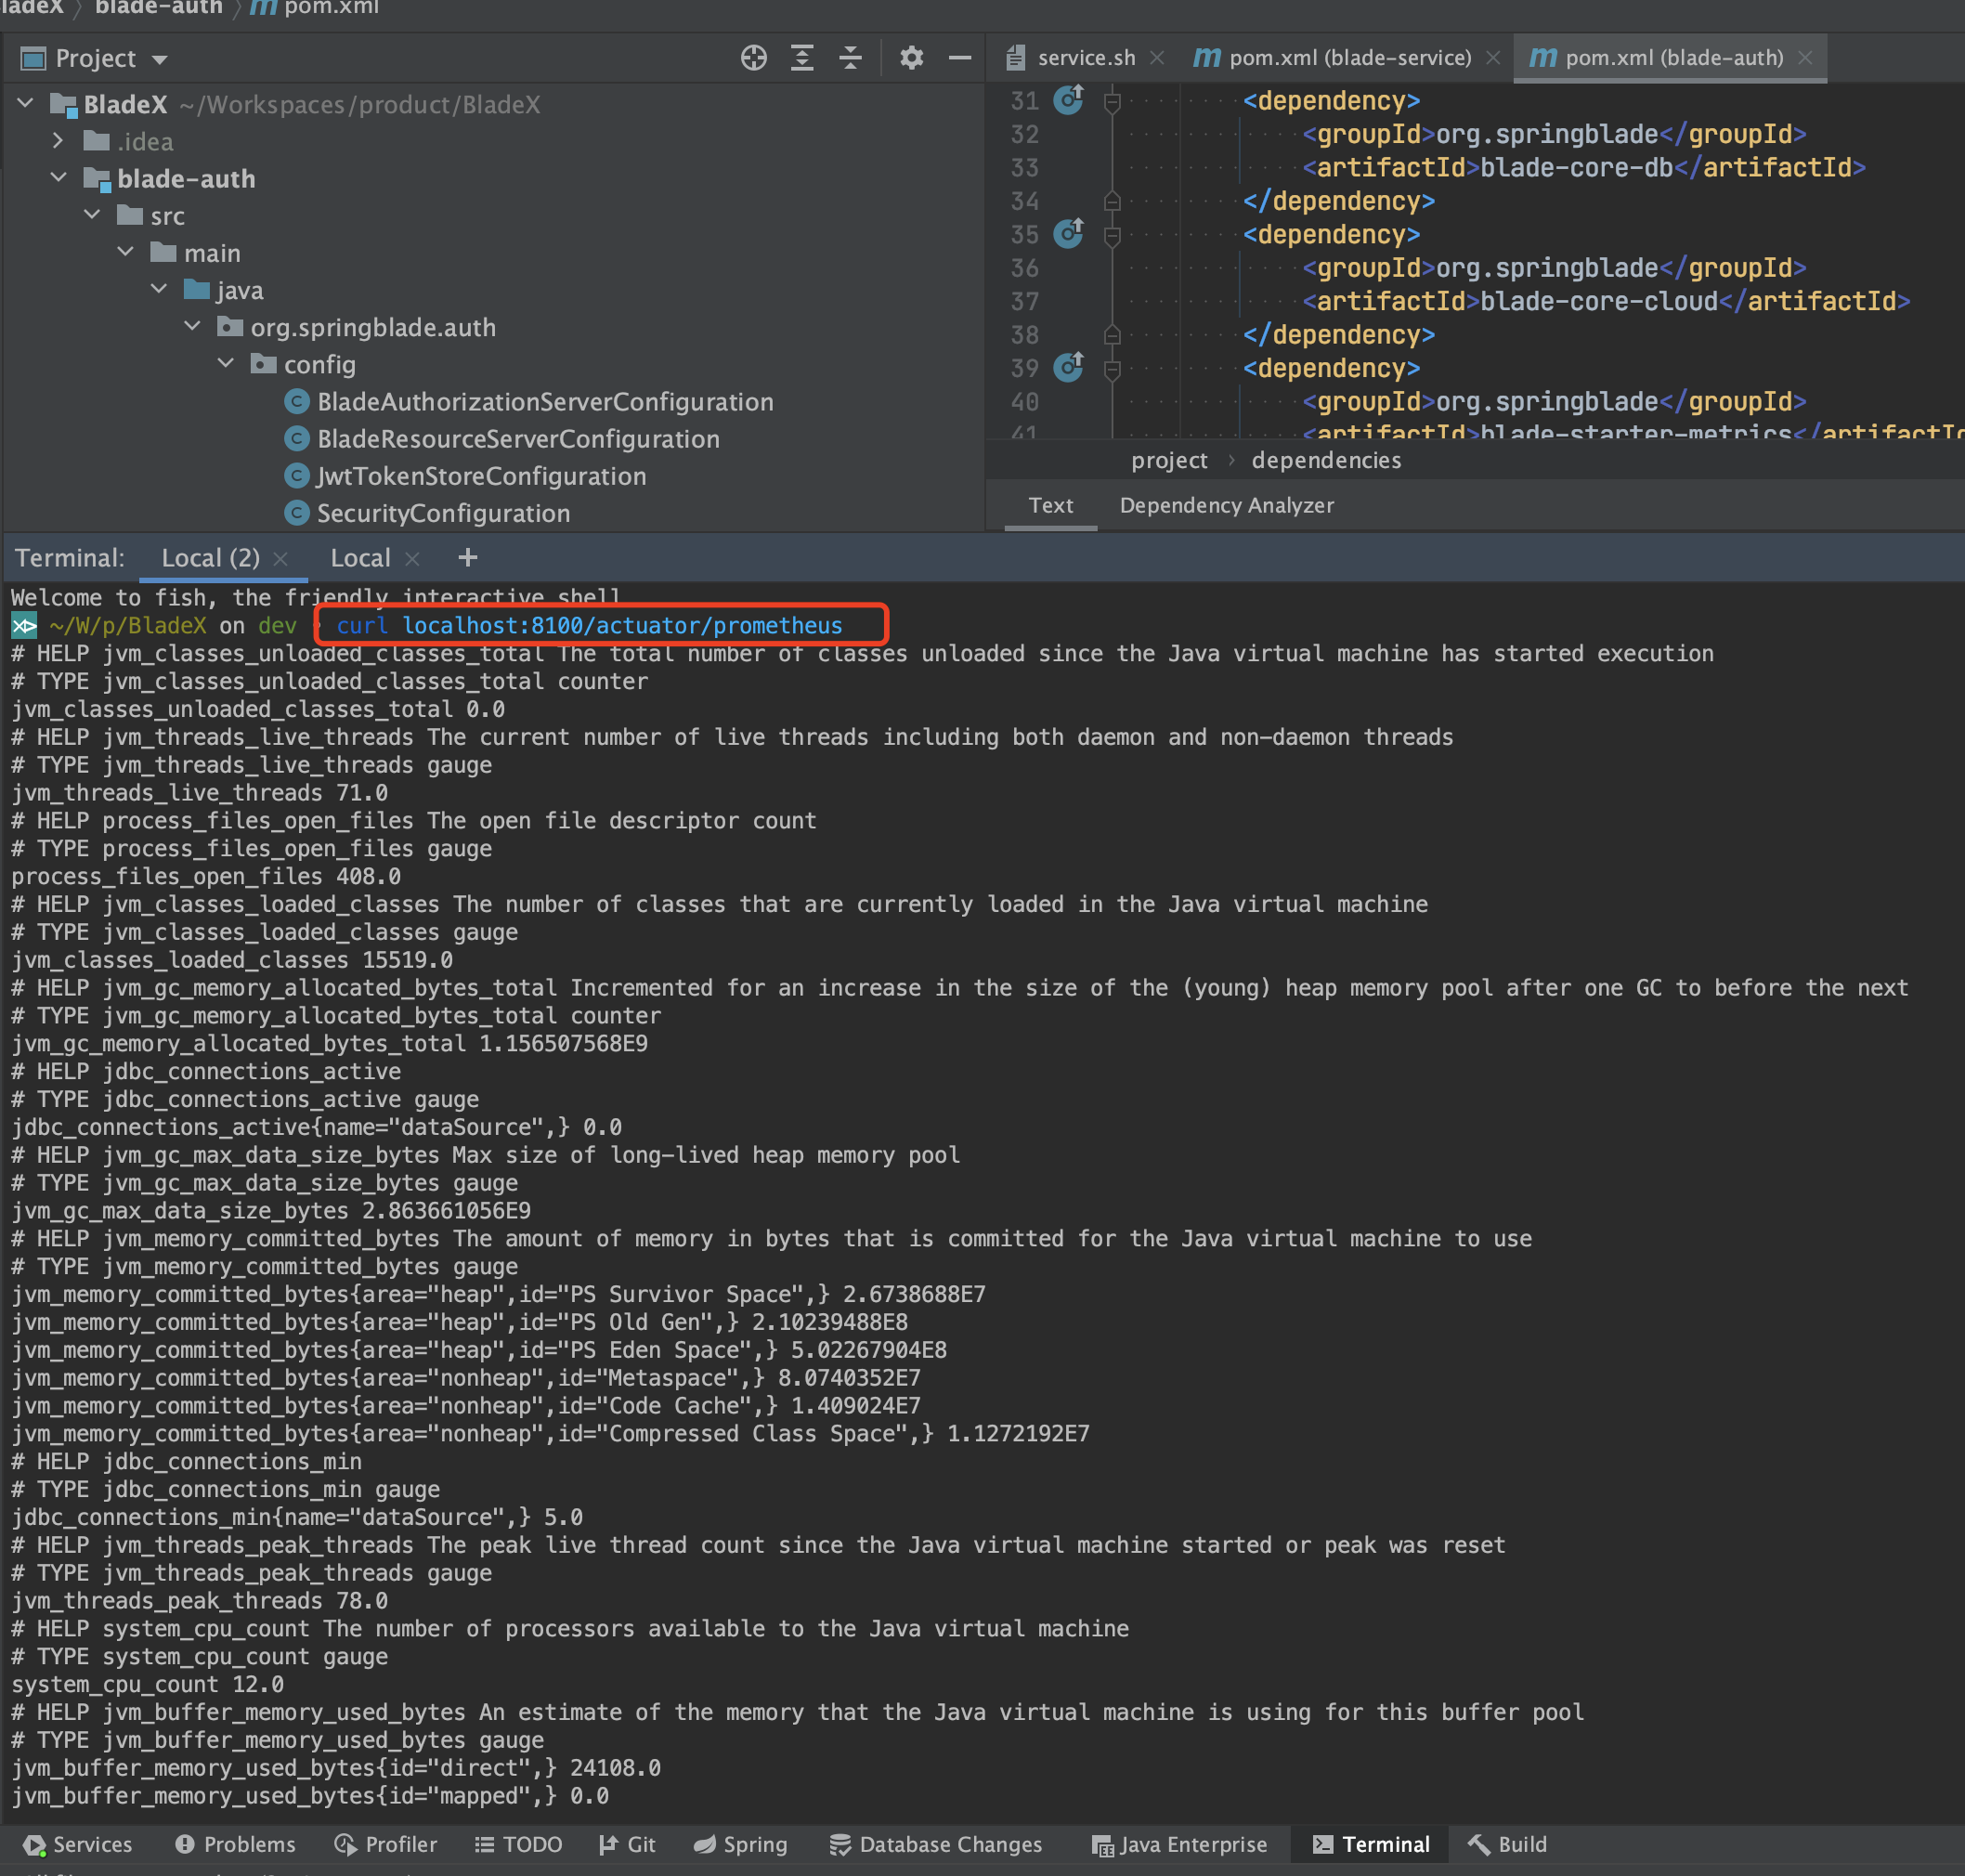 ladeX 〉 blade-auth 〉 m pom.xml
Project
service.sh
pom.xml (blade-service)
pom.xml (blade-auth)
BladeX ~/Workspaces/product/BladeX
.idea
blade-auth
src
main
java
org.springblade.auth
config
BladeAuthorizationServerConfiguration
BladeResourceServerConfiguration
JwtTokenStoreConfiguration
SecurityConfiguration
31 <dependency>
32 <groupId>org.springblade</groupId>
33 <artifactId>blade-core-db</artifactId>
34 </dependency>
35 <dependency>
36 <groupId>org.springblade</groupId>
37 <artifactId>blade-core-cloud</artifactId>
38 </dependency>
39 <dependency>
40 <groupId>org.springblade</groupId>
41 <artifactId>blade-starter-metrics</artifactId
project › dependencies
Text Dependency Analyzer
Terminal: Local (2) × Local × +
Welcome to fish, the friendly interactive shell
~/W/p/BladeX on dev curl localhost:8100/actuator/prometheus
# HELP jvm_classes_unloaded_classes_total The total number of classes unloaded since the Java virtual machine has started execution
# TYPE jvm_classes_unloaded_classes_total counter
jvm_classes_unloaded_classes_total 0.0
# HELP jvm_threads_live_threads The current number of live threads including both daemon and non-daemon threads
# TYPE jvm_threads_live_threads gauge
jvm_threads_live_threads 71.0
# HELP process_files_open_files The open file descriptor count
# TYPE process_files_open_files gauge
process_files_open_files 408.0
# HELP jvm_classes_loaded_classes The number of classes that are currently loaded in the Java virtual machine
# TYPE jvm_classes_loaded_classes gauge
jvm_classes_loaded_classes 15519.0
# HELP jvm_gc_memory_allocated_bytes_total Incremented for an increase in the size of the (young) heap memory pool after one GC to before the next
# TYPE jvm_gc_memory_allocated_bytes_total counter
jvm_gc_memory_allocated_bytes_total 1.156507568E9
# HELP jdbc_connections_active
# TYPE jdbc_connections_active gauge
jdbc_connections_active{name="dataSource",} 0.0
# HELP jvm_gc_max_data_size_bytes Max size of long-lived heap memory pool
# TYPE jvm_gc_max_data_size_bytes gauge
jvm_gc_max_data_size_bytes 2.863661056E9
# HELP jvm_memory_committed_bytes The amount of memory in bytes that is committed for the Java virtual machine to use
# TYPE jvm_memory_committed_bytes gauge
jvm_memory_committed_bytes{area="heap",id="PS Survivor Space",} 2.6738688E7
jvm_memory_committed_bytes{area="heap",id="PS Old Gen",} 2.10239488E8
jvm_memory_committed_bytes{area="heap",id="PS Eden Space",} 5.02267904E8
jvm_memory_committed_bytes{area="nonheap",id="Metaspace",} 8.0740352E7
jvm_memory_committed_bytes{area="nonheap",id="Code Cache",} 1.409024E7
jvm_memory_committed_bytes{area="nonheap",id="Compressed Class Space",} 1.1272192E7
# HELP jdbc_connections_min
# TYPE jdbc_connections_min gauge
jdbc_connections_min{name="dataSource",} 5.0
# HELP jvm_threads_peak_threads The peak live thread count since the Java virtual machine started or peak was reset
# TYPE jvm_threads_peak_threads gauge
jvm_threads_peak_threads 78.0
# HELP system_cpu_count The number of processors available to the Java virtual machine
# TYPE system_cpu_count gauge
system_cpu_count 12.0
# HELP jvm_buffer_memory_used_bytes An estimate of the memory that the Java virtual machine is using for this buffer pool
# TYPE jvm_buffer_memory_used_bytes gauge
jvm_buffer_memory_used_bytes{id="direct",} 24108.0
jvm_buffer_memory_used_bytes{id="mapped",} 0.0
Services Problems Profiler TODO Git Spring Database Changes Java Enterprise Terminal Build